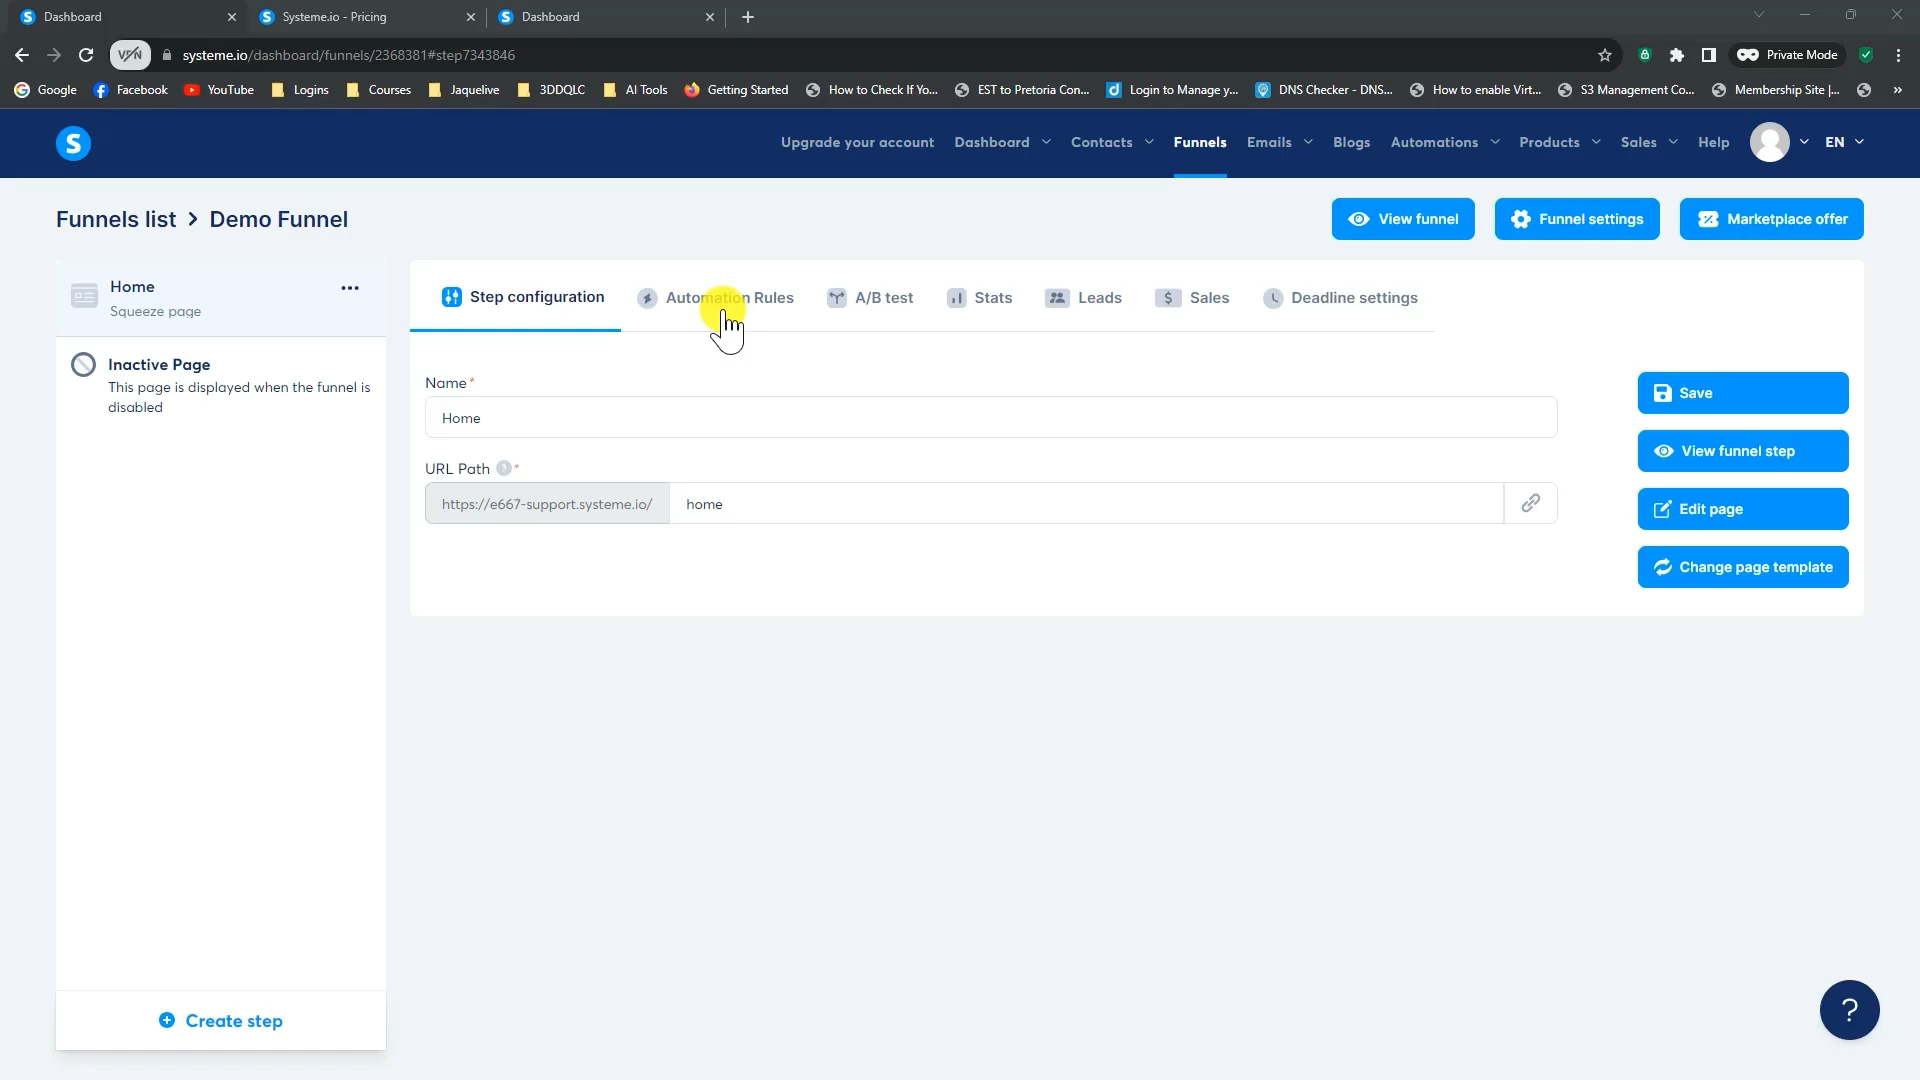 Dashboard
Systeme.io - Pricing
Dashboard
VPN
systeme.io/dashboard/funnels/2368381#step7343846
Private Mode
Google
Facebook
YouTube
Logins
Courses
Jaquelive
3DDQLC
AI Tools
Getting Started
How to Check If Yo...
EST to Pretoria Con...
Login to Manage y...
DNS Checker - DNS...
How to enable Virt...
S3 Management Co...
Membership Site |...
»
S
Upgrade your account
Dashboard
Contacts
Funnels
Emails
Blogs
Automations
Products
Sales
Help
EN
Funnels list > Demo Funnel
View funnel
Funnel settings
Marketplace offer
Home
Squeeze page
Step configuration
Automation Rules
A/B test
Stats
Leads
Sales
Deadline settings
Inactive Page
This page is displayed when the funnel is
disabled
Name *
Home
URL Path ? *
https://e667-support.systeme.io/
home
Save
View funnel step
Edit page
Change page template
Create step
?